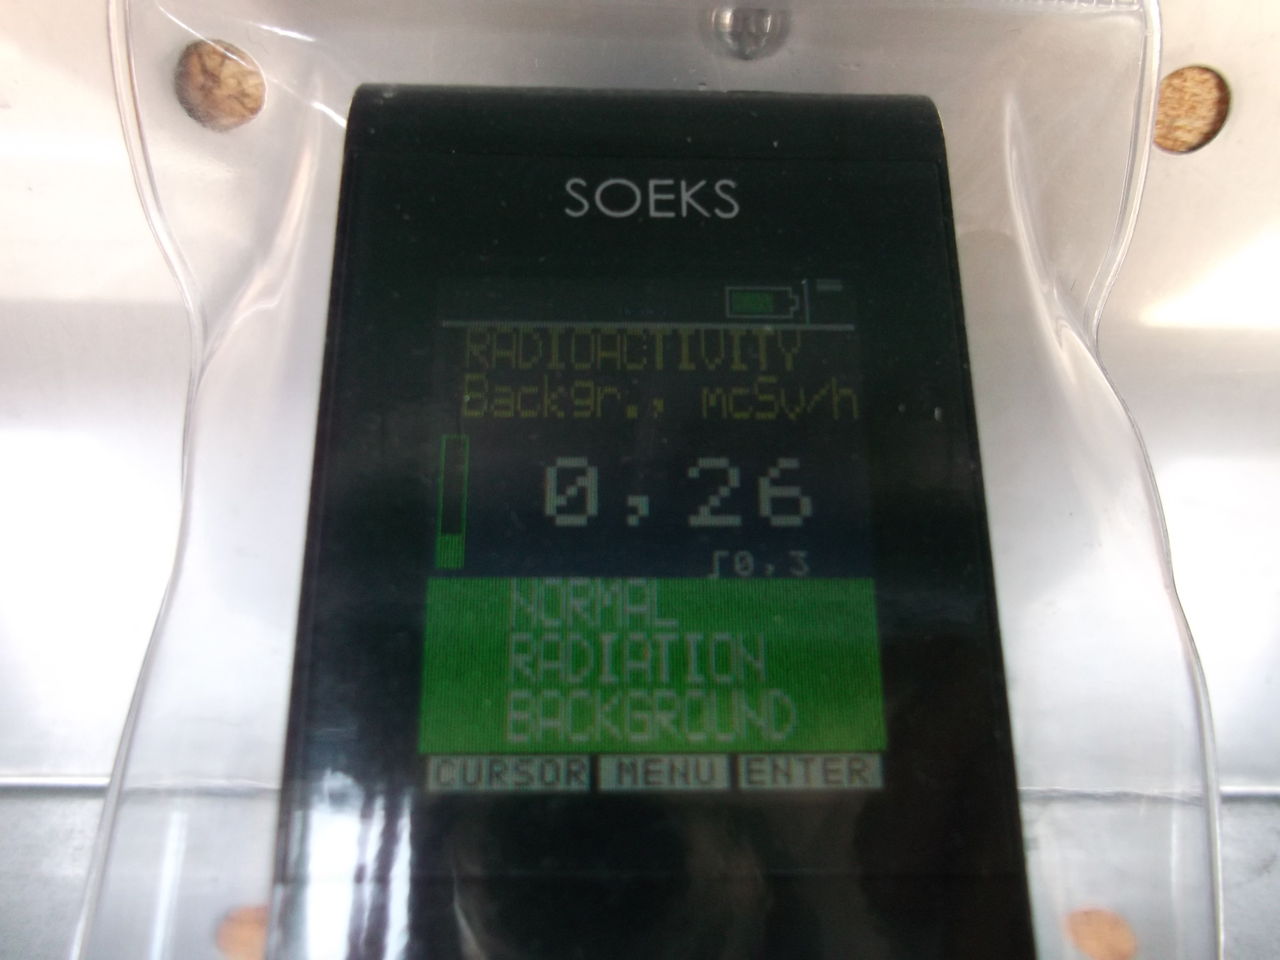 SOEKS
RADIOACTIVITY
Backgr., mcSv/h
0,26
∫0,3
NORMAL
RADIATION
BACKGROUND
CURSOR MENU ENTER